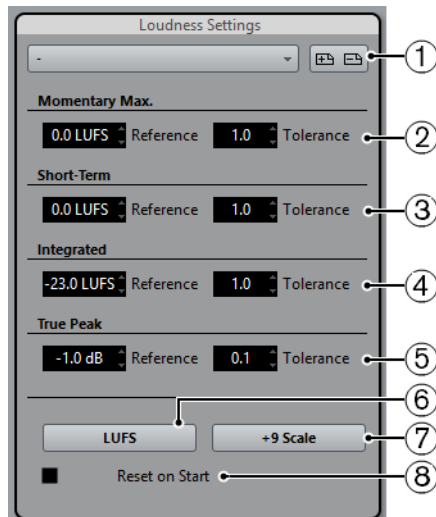 Loudness Settings
-
1
Momentary Max.
0.0 LUFS Reference 1.0 Tolerance 2
Short-Term
0.0 LUFS Reference 1.0 Tolerance 3
Integrated
-23.0 LUFS Reference 1.0 Tolerance 4
True Peak
-1.0 dB Reference 0.1 Tolerance 5
6
LUFS +9 Scale 7
Reset on Start 8